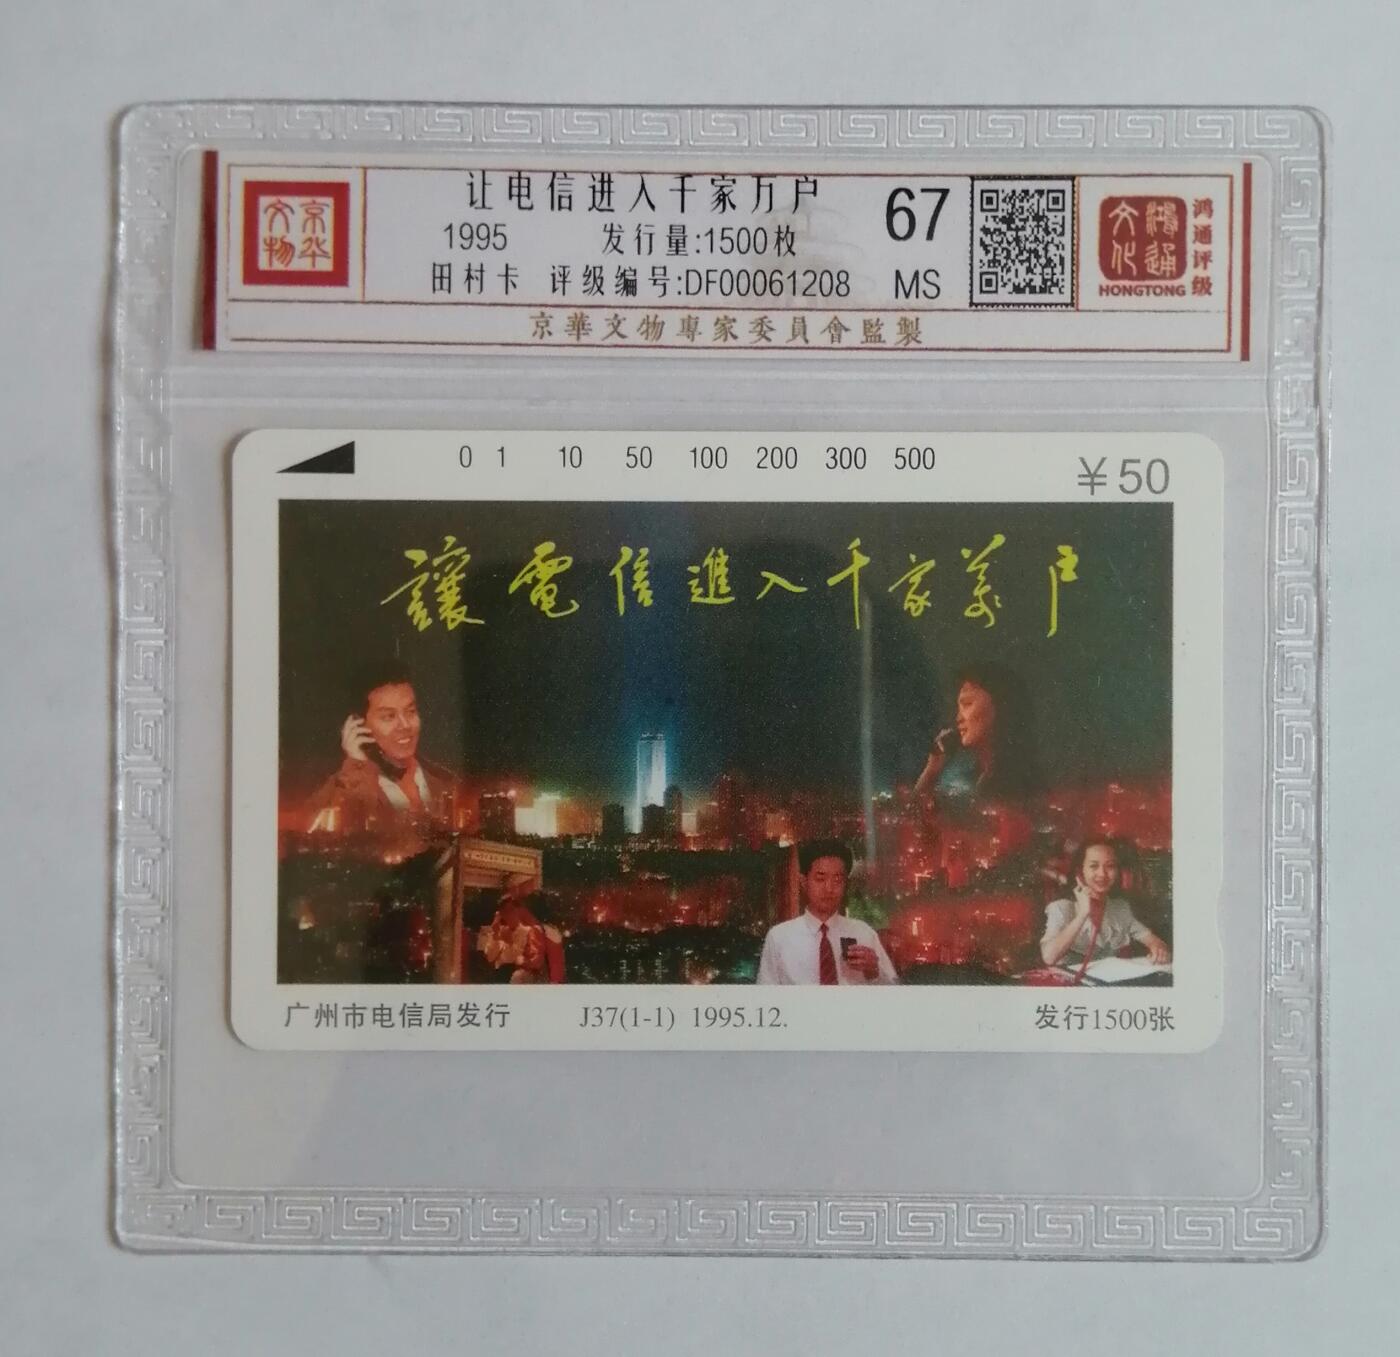 京华文物
让电信进入千家万户
1995 发行量:1500枚
田村卡 评级编号:DF00061208
67
MS
鸿通文化
HONGTONG
鸿通评级
京華文物專家委員會監製
0 1 10 50 100 200 300 500
￥50
讓電信進入千家萬戶
广州市电信局发行 J37(1-1) 1995.12. 发行1500张